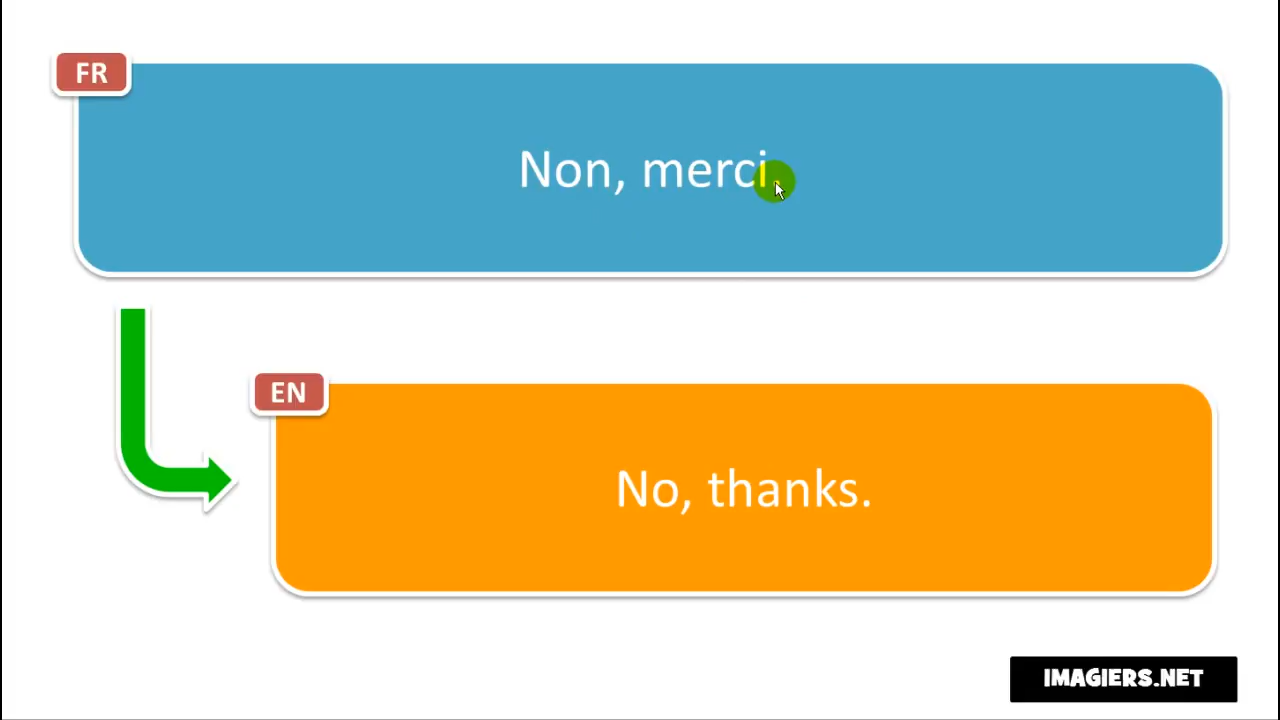 FR
Non, merci.
EN
No, thanks.
IMAGIERS.NET